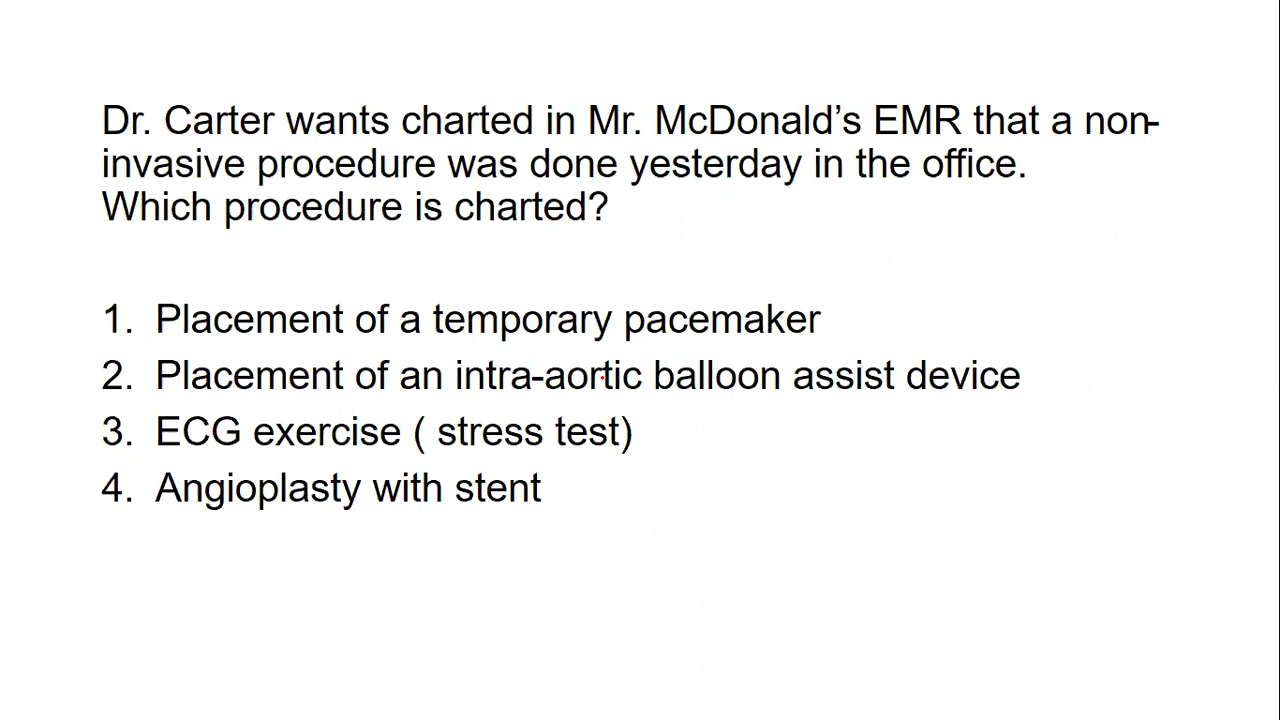 Dr. Carter wants charted in Mr. McDonald’s EMR that a non-
invasive procedure was done yesterday in the office.
Which procedure is charted?
1. Placement of a temporary pacemaker
2. Placement of an intra-aortic balloon assist device
3. ECG exercise ( stress test)
4. Angioplasty with stent